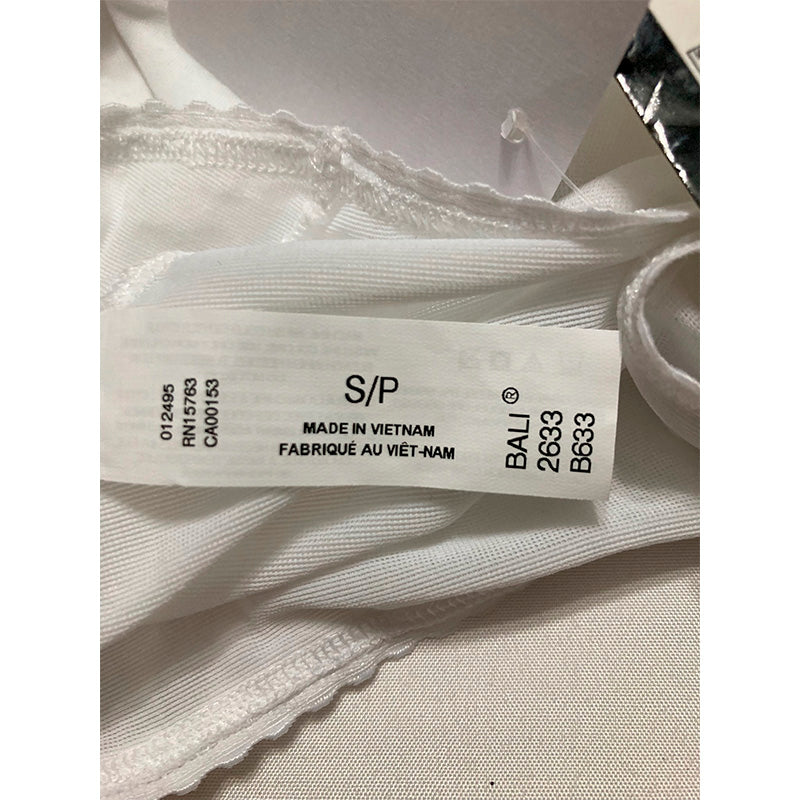 012495
RN15763
CA00153
S/P
MADE IN VIETNAM
FABRIQUÉ AU VIÊT-NAM
BALI®
2633
B633